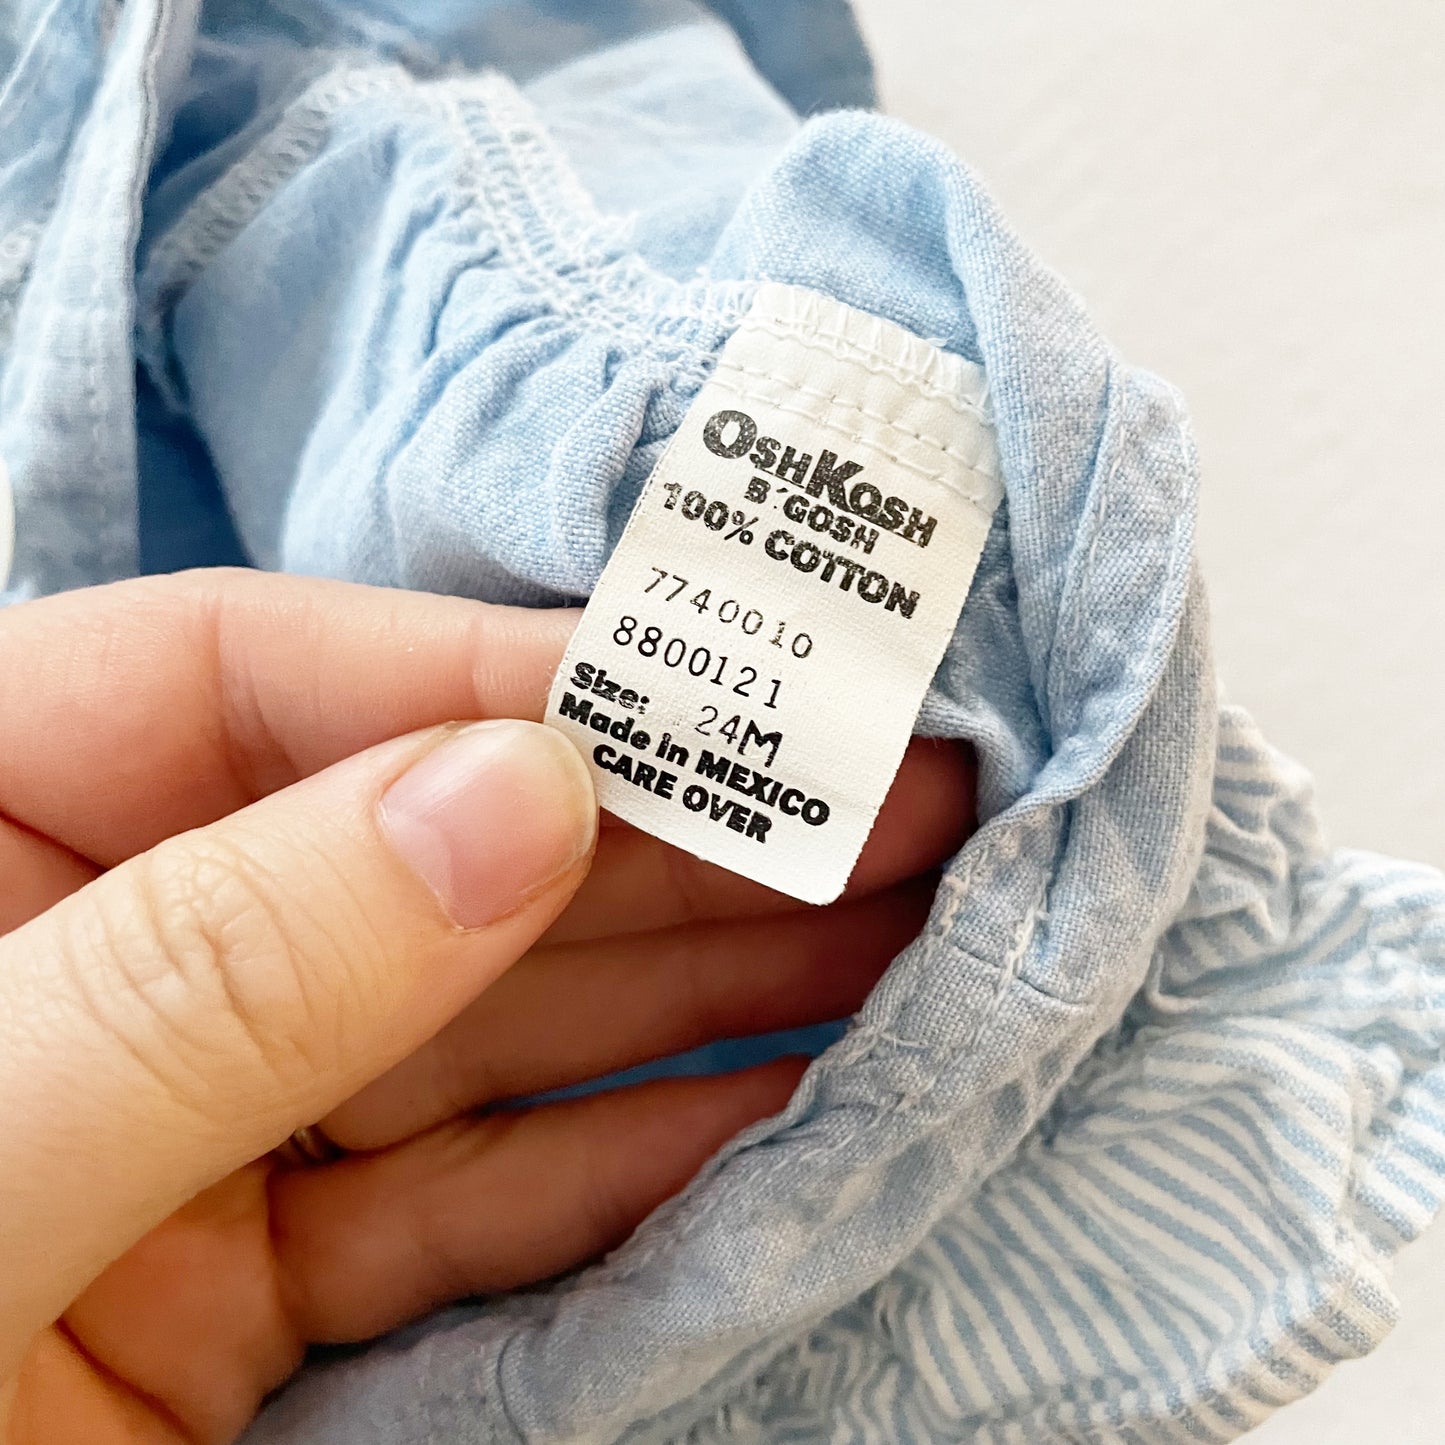 OSHKOSH
B'GOSH
100% COTTON
7740010
8800121
Size: 24M
Made in MEXICO
CARE OVER